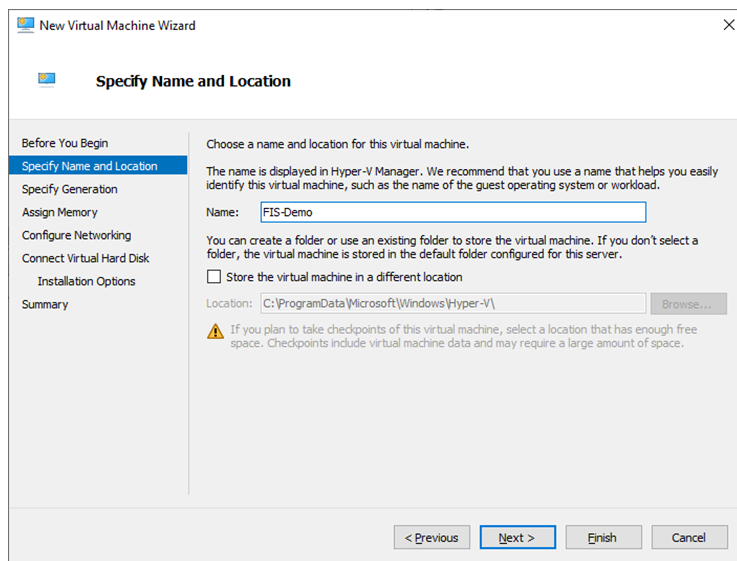 New Virtual Machine Wizard
Specify Name and Location
Before You Begin
Specify Name and Location
Specify Generation
Assign Memory
Configure Networking
Connect Virtual Hard Disk
Installation Options
Summary
Choose a name and location for this virtual machine.
The name is displayed in Hyper-V Manager. We recommend that you use a name that helps you easily
identify this virtual machine, such as the name of the guest operating system or workload.
Name: FIS-Demo
You can create a folder or use an existing folder to store the virtual machine. If you don't select a
folder, the virtual machine is stored in the default folder configured for this server.
Store the virtual machine in a different location
Location: C:\ProgramData\Microsoft\Windows\Hyper-V\ Browse...
If you plan to take checkpoints of this virtual machine, select a location that has enough free
space. Checkpoints include virtual machine data and may require a large amount of space.
< Previous Next > Finish Cancel